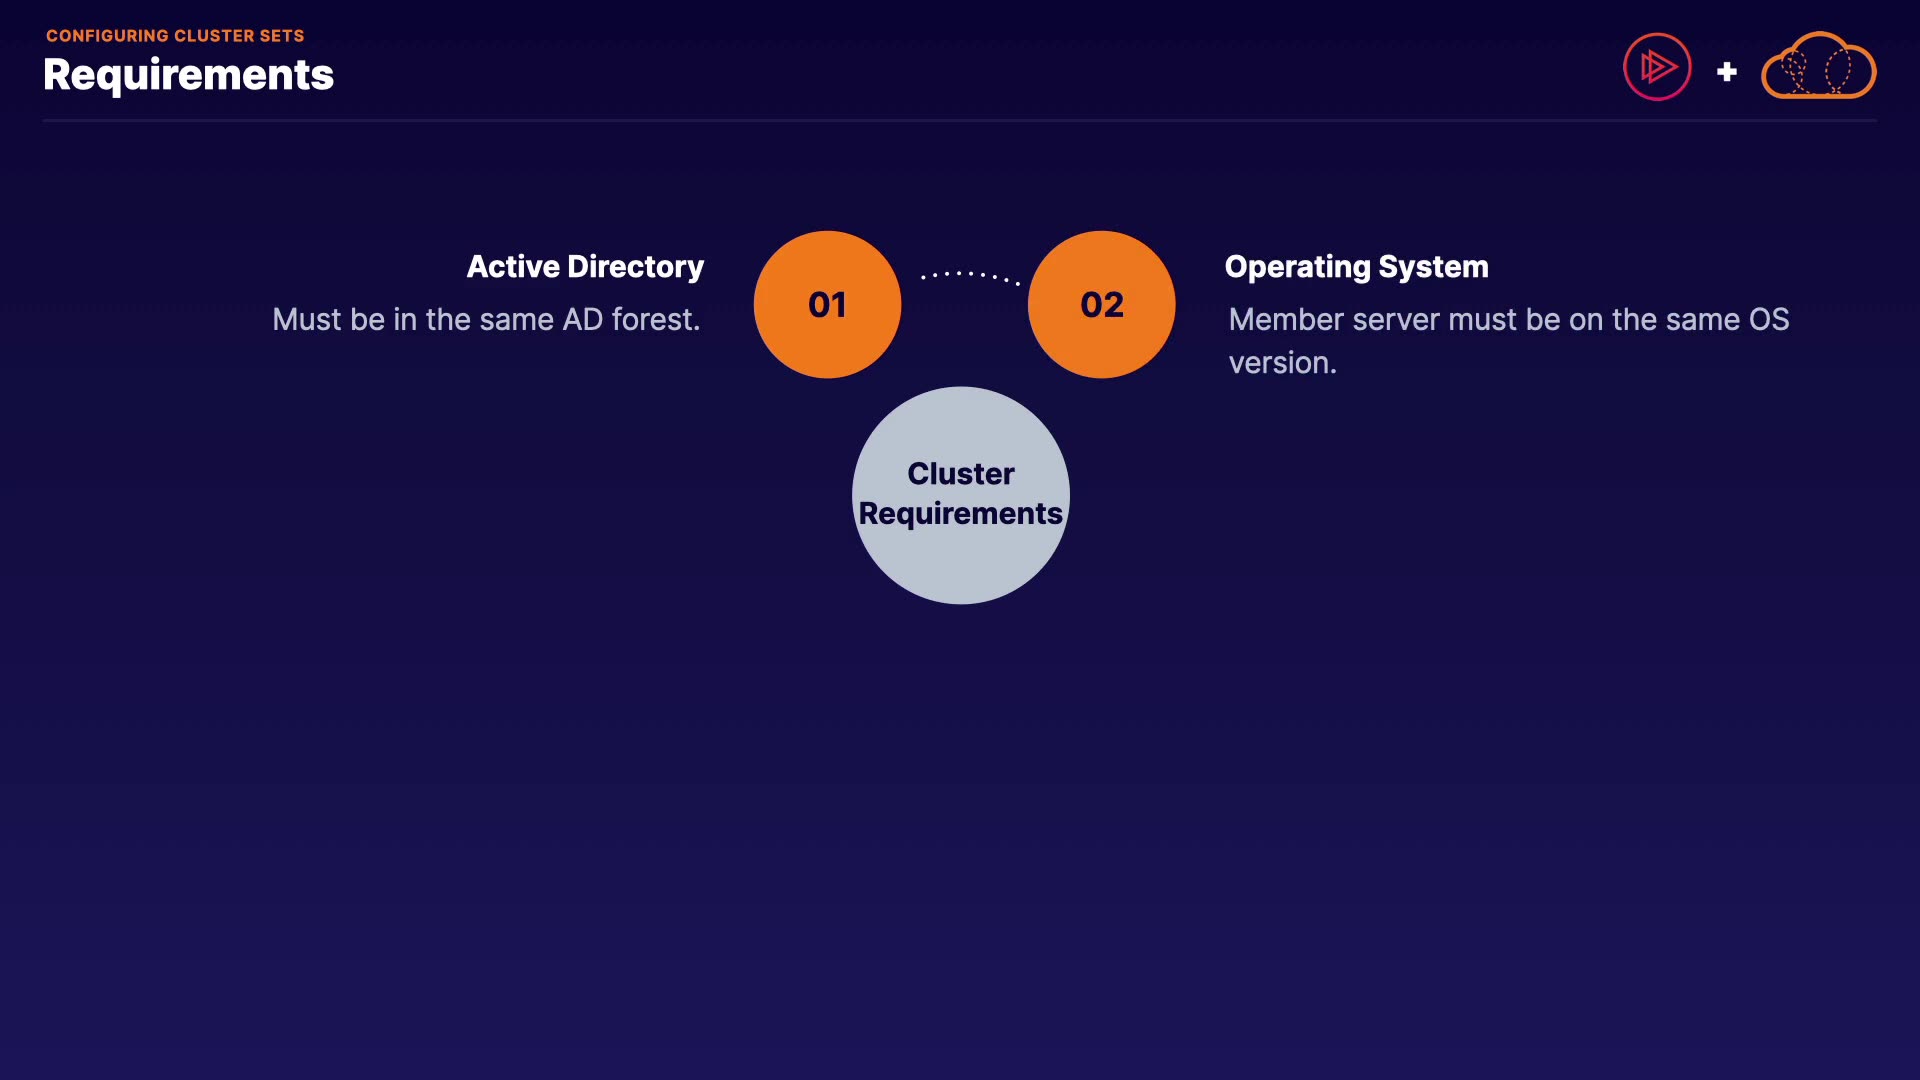 CONFIGURING CLUSTER SETS
Requirements
+
Active Directory
Must be in the same AD forest.
01
02
Operating System
Member server must be on the same OS
version.
Cluster
Requirements